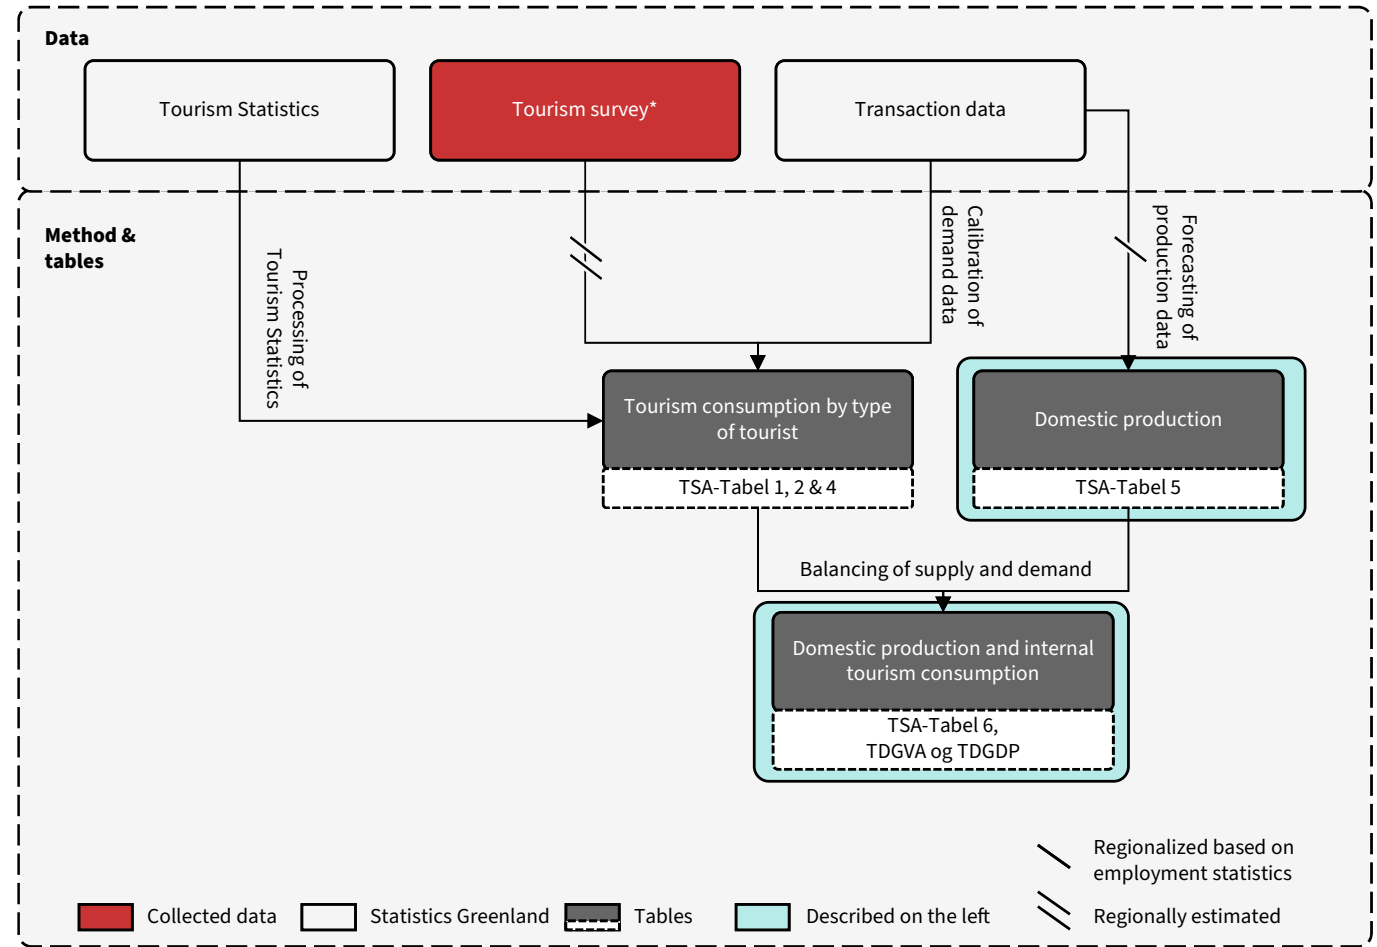 Data
Tourism Statistics
Tourism survey*
Transaction data
Method &
tables
Processing of
Tourism Statistics
Calibration of
demand data
Forecasting of
production data
Tourism consumption by type
of tourist
TSA-Tabel 1, 2 & 4
Domestic production
TSA-Tabel 5
Balancing of supply and demand
Domestic production and internal
tourism consumption
TSA-Tabel 6,
TDGVA og TDGDP
Regionalized based on
employment statistics
Collected data
Statistics Greenland
Tables
Described on the left
Regionally estimated